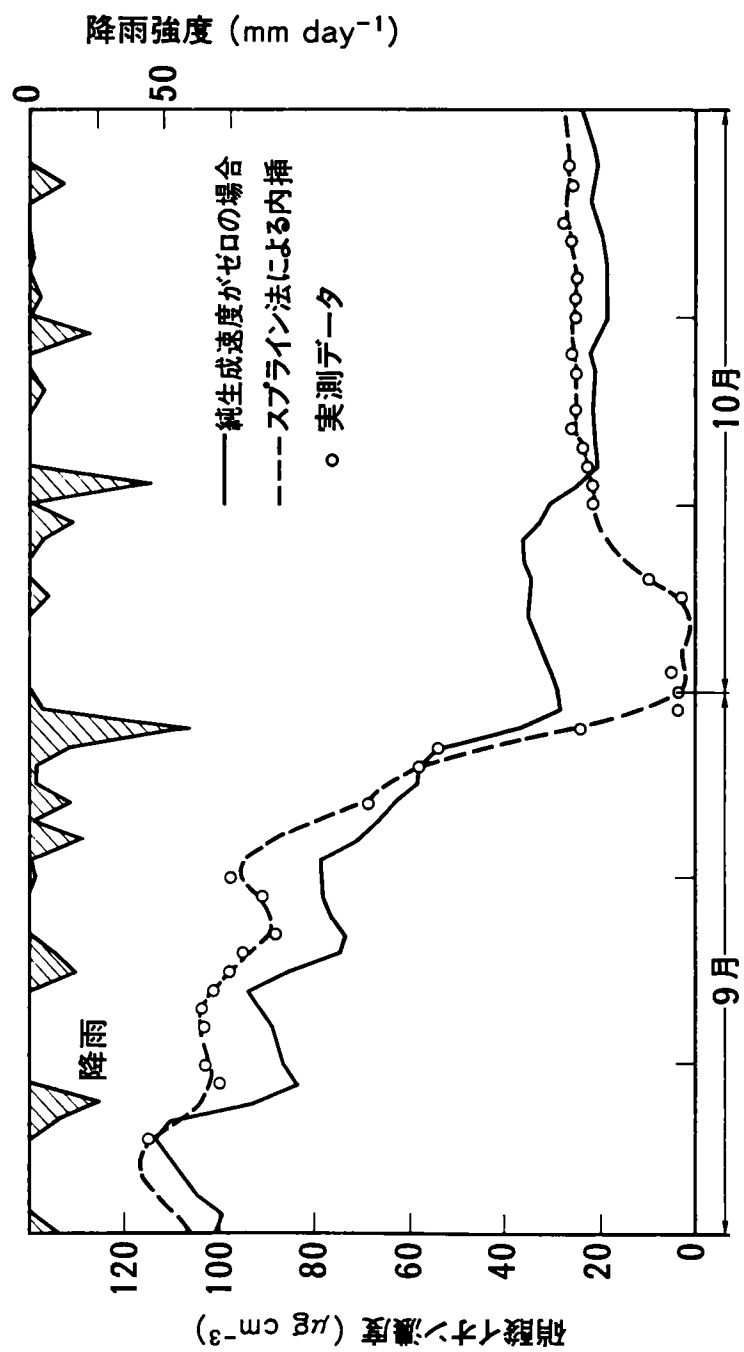 降雨強度 (mm day⁻¹)
0
50
降雨
—— 純生成速度がゼロの場合
--- スプライン法による内挿
○ 実測データ
硝酸イオン濃度 (μg cm⁻³)
120
100
80
60
40
20
0
9月
10月